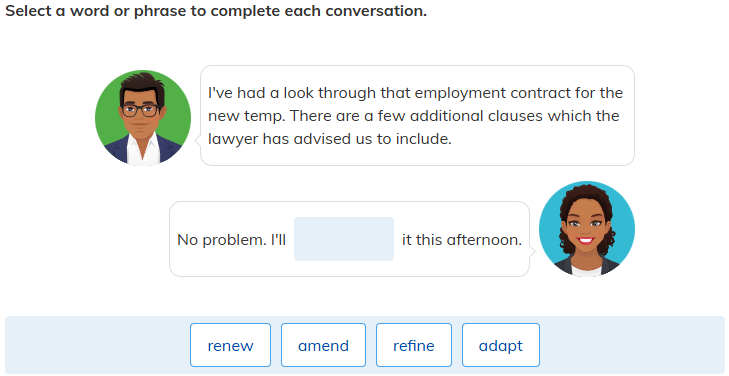 Select a word or phrase to complete each conversation.
I've had a look through that employment contract for the
new temp. There are a few additional clauses which the
lawyer has advised us to include.
No problem. I'll it this afternoon.
renew amend refine adapt